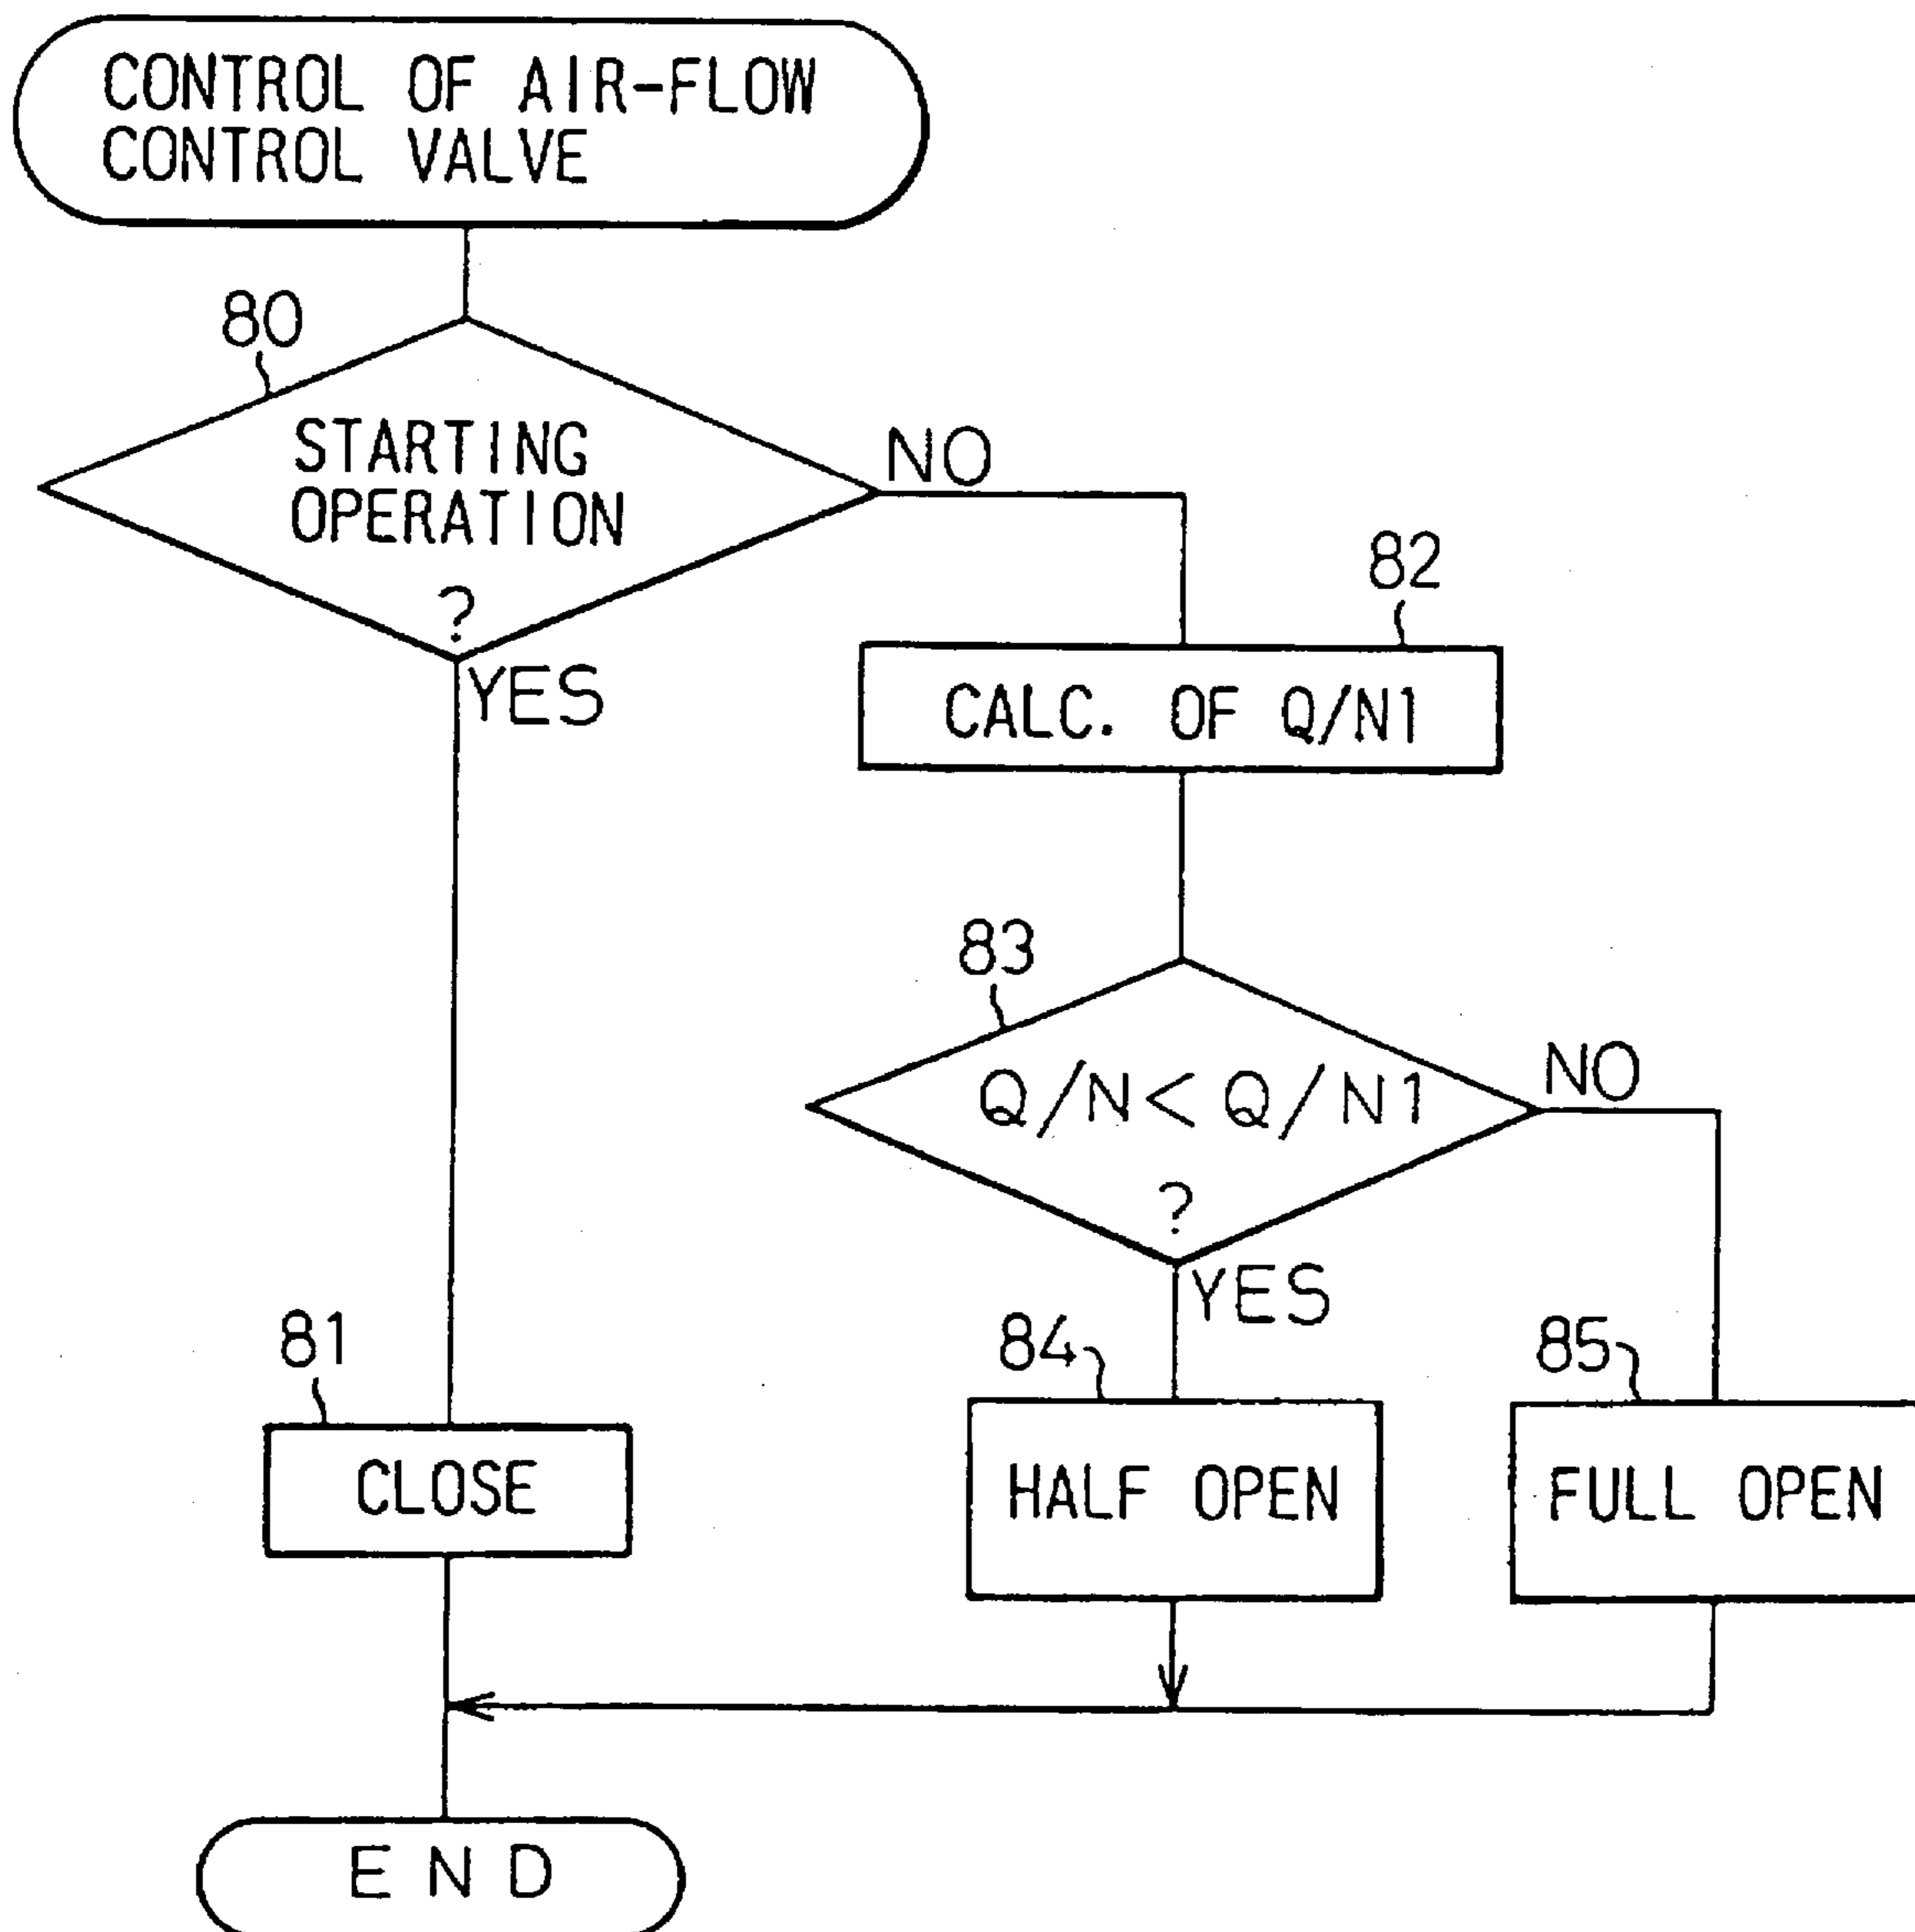 CONTROL OF AIR-FLOW
CONTROL VALVE
80
STARTING
OPERATION
?
NO
YES
82
CALC. OF Q/N1
83
Q/N<Q/N1
?
NO
YES
81
CLOSE
84
HALF OPEN
85
FULL OPEN
END